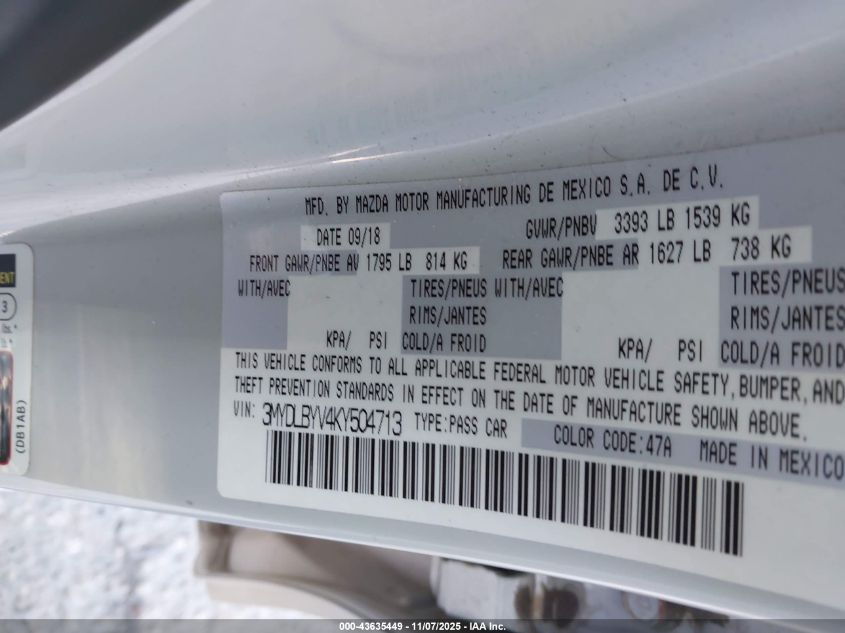 MFD. BY MAZDA MOTOR MANUFACTURING DE MEXICO S.A. DE C.V.
DATE 09/18 GVWR/PNBV 3393 LB 1539 KG
FRONT GAWR/PNBE AV 1795 LB 814 KG REAR GAWR/PNBE AR 1627 LB 738 KG
WITH/AVEC TIRES/PNEUS WITH/AVEC TIRES/PNEUS
RIMS/JANTES RIMS/JANTES
KPA/ PSI COLD/A FROID KPA/ PSI COLD/A FROID
THIS VEHICLE CONFORMS TO ALL APPLICABLE FEDERAL MOTOR VEHICLE SAFETY, BUMPER, AND
THEFT PREVENTION STANDARDS IN EFFECT ON THE DATE OF MANUFACTURE SHOWN ABOVE.
VIN: 3MYDLBYV4KY504713 TYPE:PASS CAR COLOR CODE:47A MADE IN MEXICO
(DB1AB)
000-43635449 - 11/07/2025 - IAA Inc.